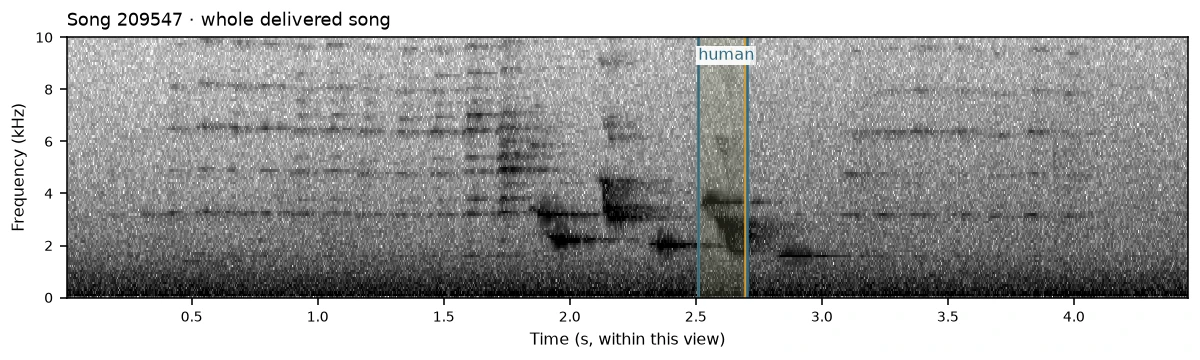 Song 209547 · whole delivered song
human
10
8
6
4
2
0
Frequency (kHz)
0.5 1.0 1.5 2.0 2.5 3.0 3.5 4.0
Time (s, within this view)